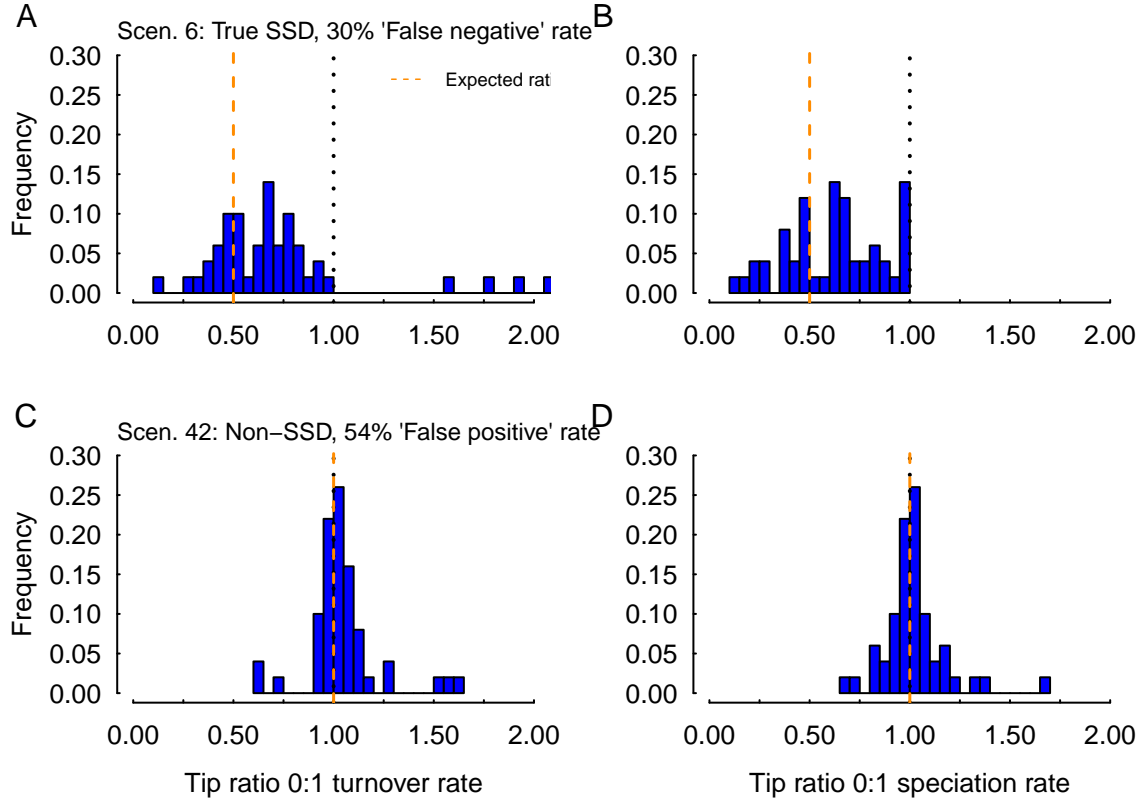 A
B
Scen. 6: True SSD, 30% 'False negative' rate
0.30
0.25
0.20
0.15
0.10
0.05
0.00
Frequency
Expected rati
0.00 0.50 1.00 1.50 2.00
0.30
0.25
0.20
0.15
0.10
0.05
0.00
0.00 0.50 1.00 1.50 2.00
C
D
Scen. 42: Non−SSD, 54% 'False positive' rate
0.30
0.25
0.20
0.15
0.10
0.05
0.00
Frequency
0.00 0.50 1.00 1.50 2.00
Tip ratio 0:1 turnover rate
0.30
0.25
0.20
0.15
0.10
0.05
0.00
0.00 0.50 1.00 1.50 2.00
Tip ratio 0:1 speciation rate